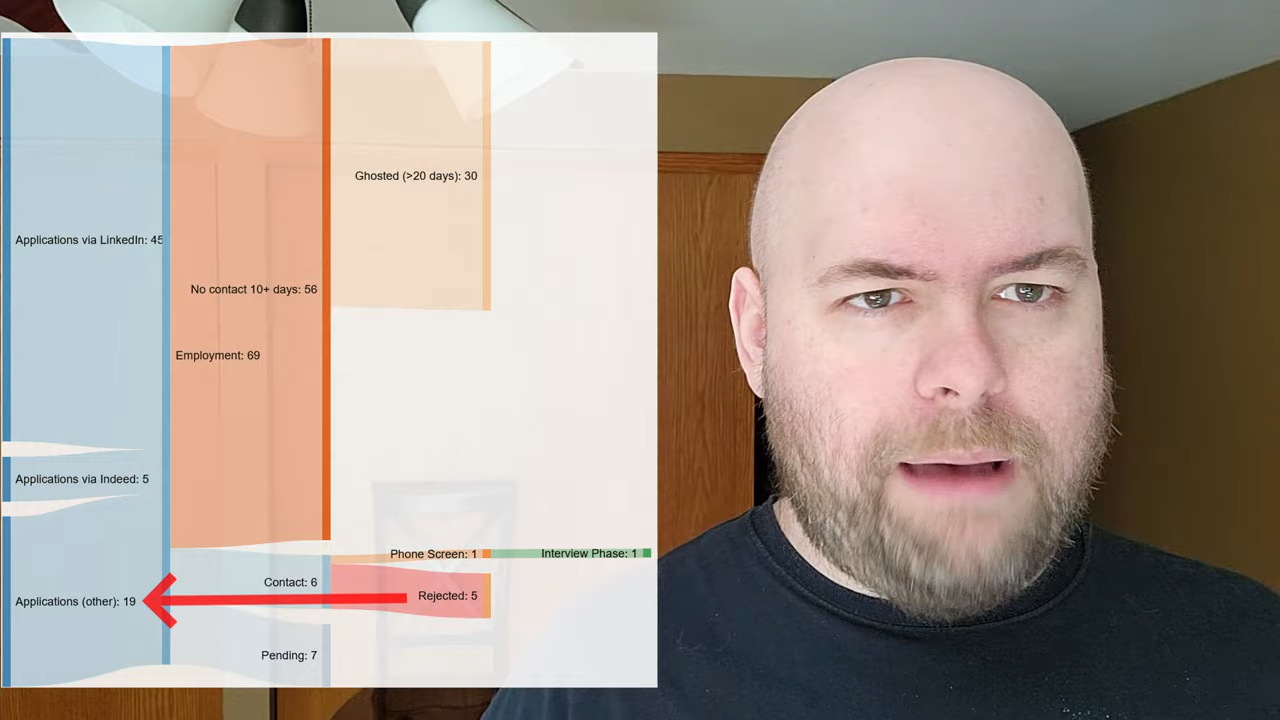 Ghosted (>20 days): 30
Applications via LinkedIn: 45
No contact 10+ days: 56
Employment: 69
Applications via Indeed: 5
Phone Screen: 1
Interview Phase: 1
Contact: 6
Rejected: 5
Applications (other): 19
Pending: 7